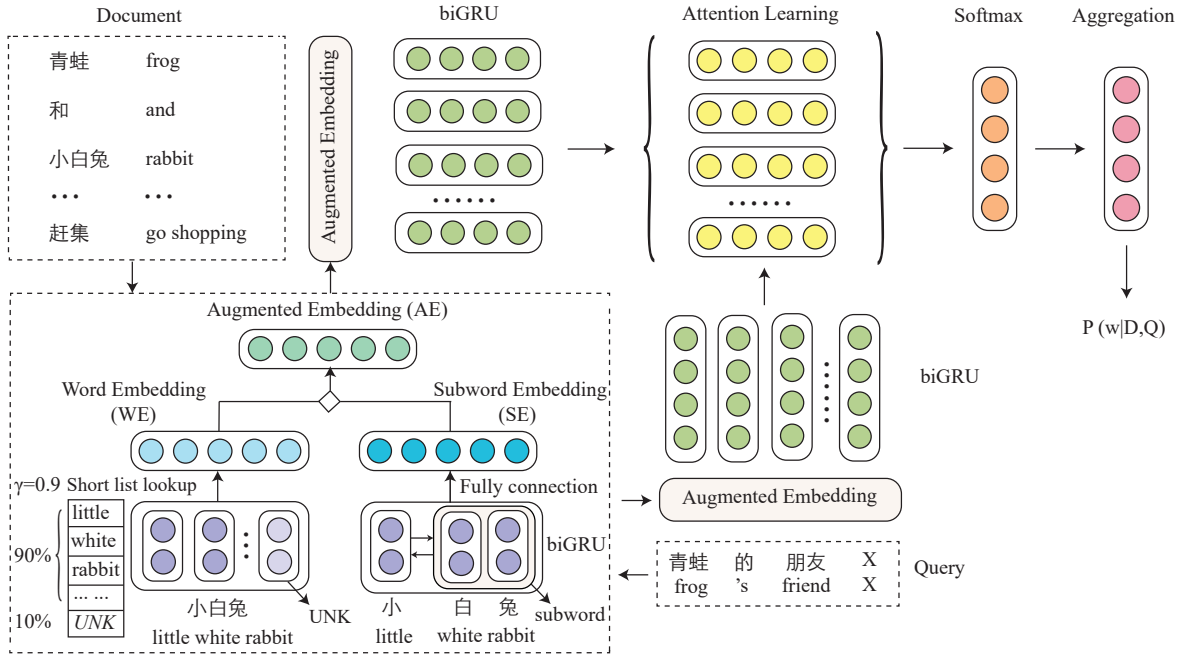 Document
biGRU
Attention Learning
Softmax
Aggregation
青蛙 frog
和 and
小白兔 rabbit
... ...
赶集 go shopping
Augmented Embedding
......
......
P (w|D,Q)
Augmented Embedding (AE)
Word Embedding
(WE)
Subword Embedding
(SE)
biGRU
γ=0.9 Short list lookup
Fully connection
Augmented Embedding
little
white
90%
rabbit
... ...
10%
UNK
biGRU
小白兔
little white rabbit
UNK
小 白 兔
little white rabbit
subword
青蛙 的 朋友 X
frog 's friend X
Query